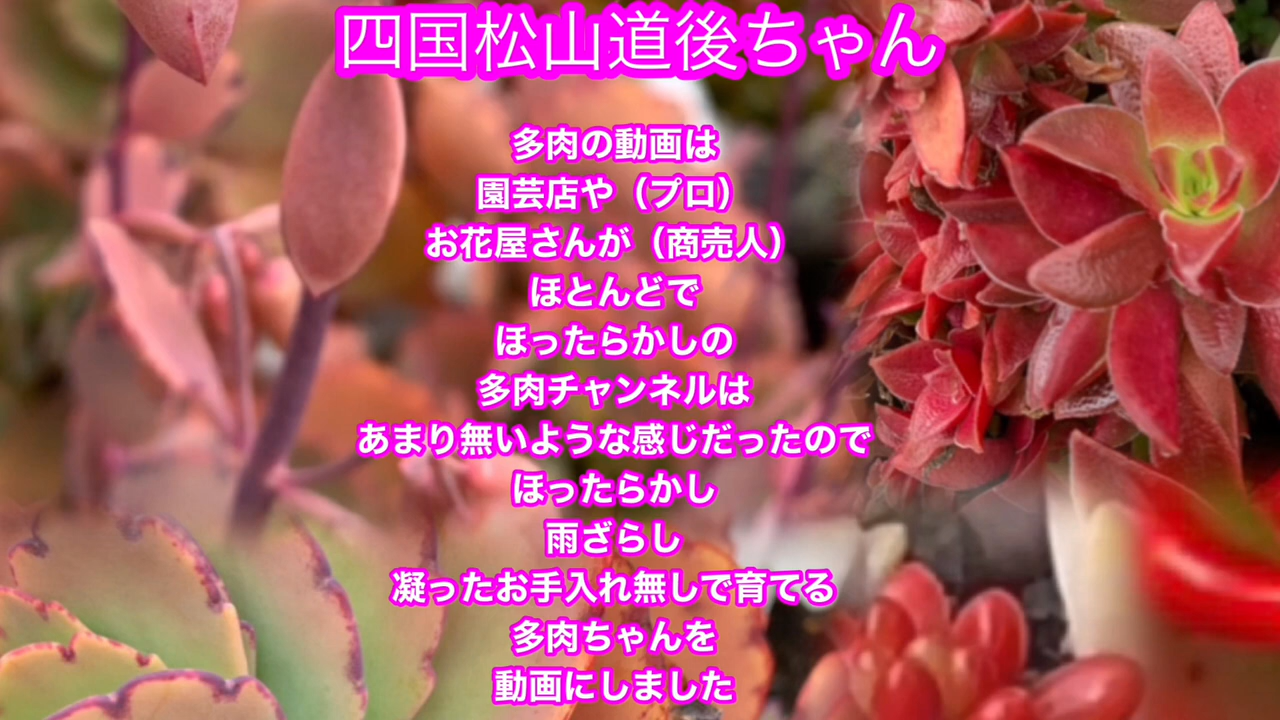 四国松山道後ちゃん
多肉の動画は
園芸店や（プロ）
お花屋さんが（商売人）
ほとんどで
ほったらかしの
多肉チャンネルは
あまり無いような感じだったので
ほったらかし
雨ざらし
凝ったお手入れ無しで育てる
多肉ちゃんを
動画にしました